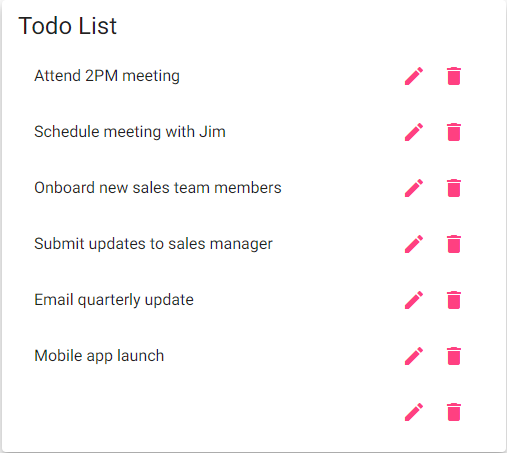 Todo List
Attend 2PM meeting
Schedule meeting with Jim
Onboard new sales team members
Submit updates to sales manager
Email quarterly update
Mobile app launch